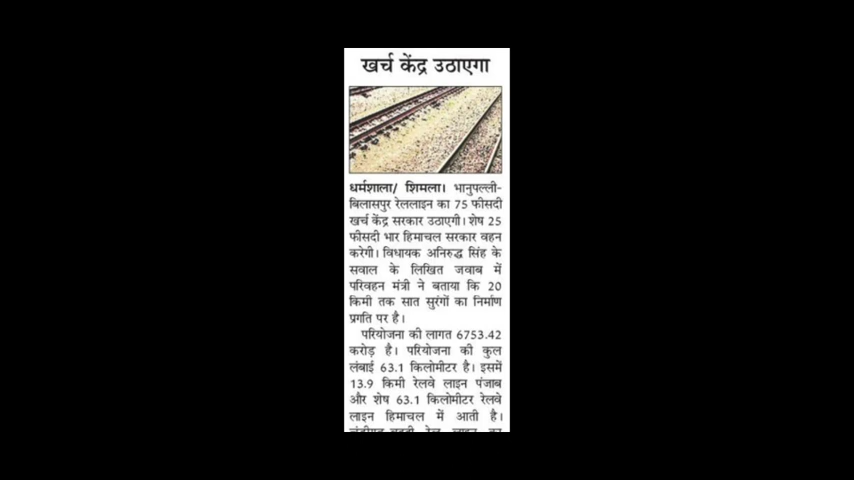 खर्च केंद्र उठाएगा
धर्मशाला/ शिमला। भानुपल्ली-
बिलासपुर रेललाइन का 75 फीसदी
खर्च केंद्र सरकार उठाएगी। शेष 25
फीसदी भार हिमाचल सरकार वहन
करेगी। विधायक अनिरुद्ध सिंह के
सवाल के लिखित जवाब में
परिवहन मंत्री ने बताया कि 20
किमी तक सात सुरंगों का निर्माण
प्रगति पर है।
परियोजना की लागत 6753.42
करोड़ है। परियोजना की कुल
लंबाई 63.1 किलोमीटर है। इसमें
13.9 किमी रेलवे लाइन पंजाब
और शेष 63.1 किलोमीटर रेलवे
लाइन हिमाचल में आती है।
रेल लाइन का